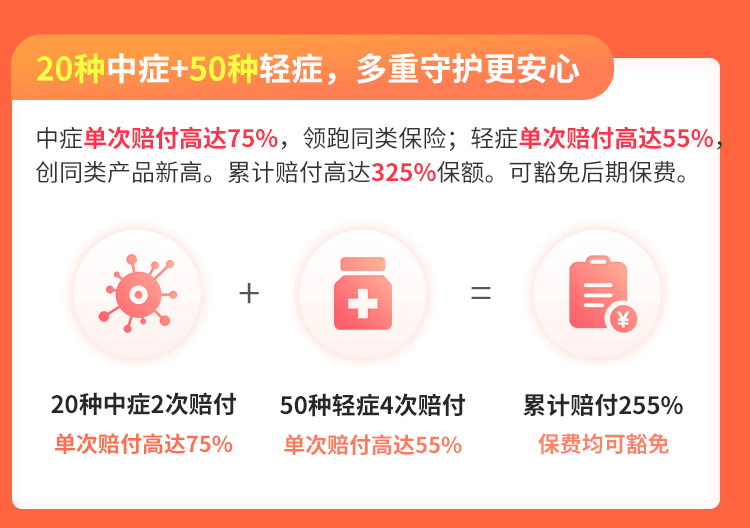 20种中症+50种轻症，多重守护更安心
中症单次赔付高达75%，领跑同类保险；轻症单次赔付高达55%，
创同类产品新高。累计赔付高达325%保额。可豁免后期保费。
+
=
¥
20种中症2次赔付
50种轻症4次赔付
累计赔付255%
单次赔付高达75%
单次赔付高达55%
保费均可豁免